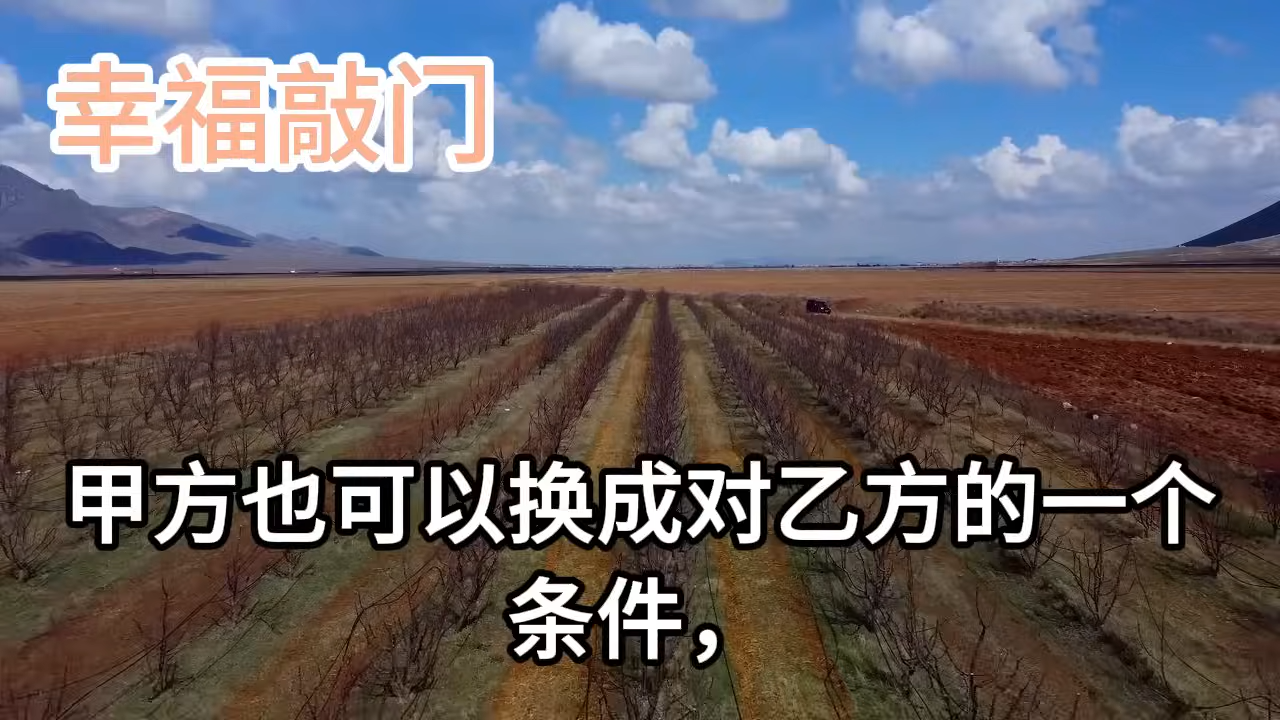 幸福敲门
甲方也可以换成对乙方的一个
条件，